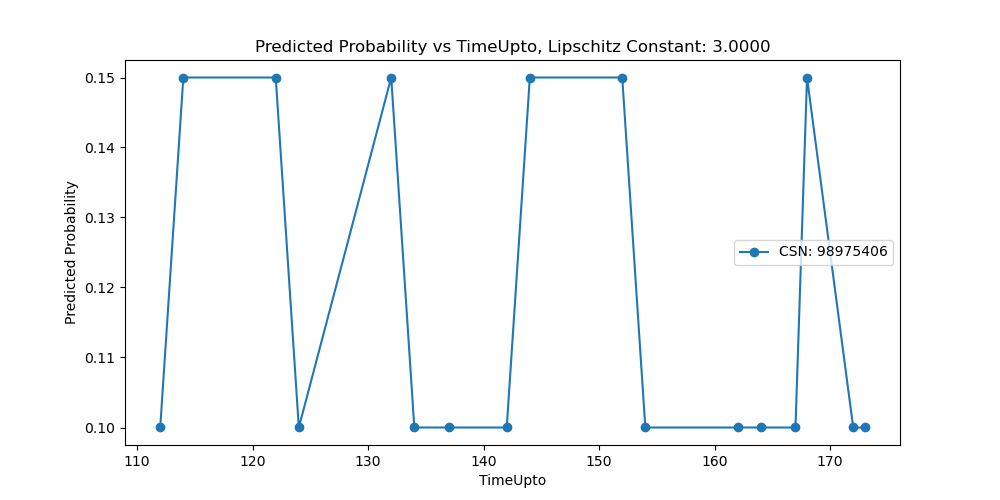 Predicted Probability vs TimeUpto, Lipschitz Constant: 3.0000
Predicted Probability
0.15
0.14
0.13
0.12
0.11
0.10
CSN: 98975406
110 120 130 140 150 160 170
TimeUpto